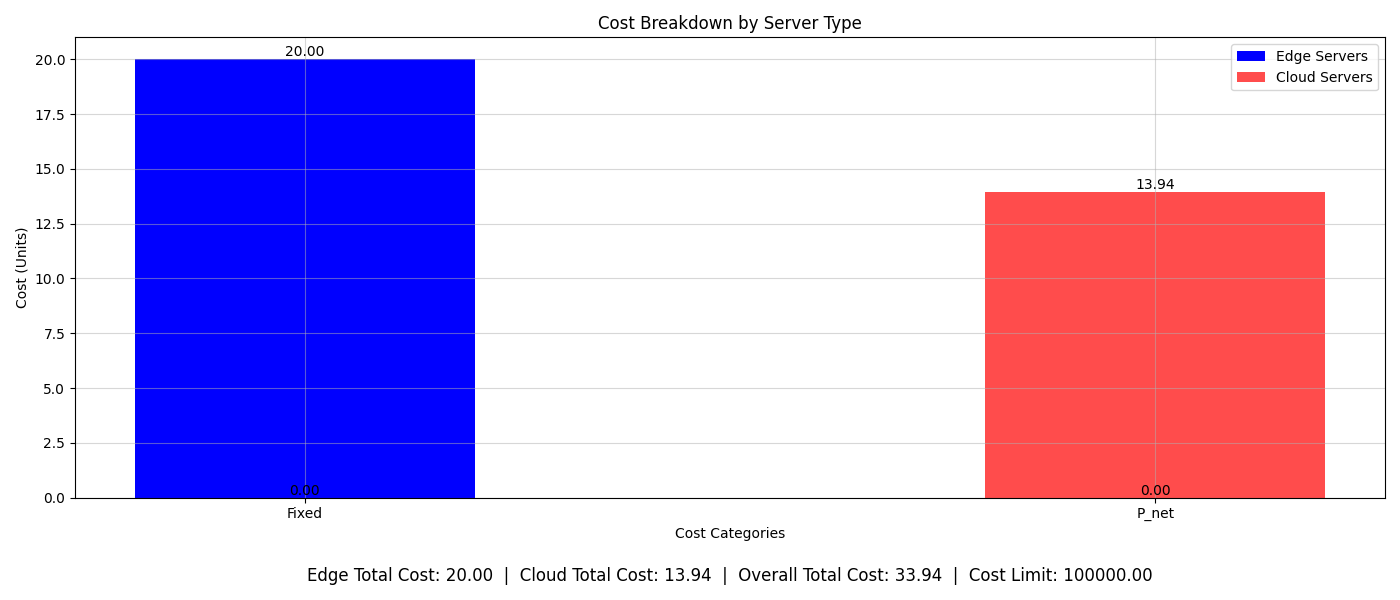 Cost Breakdown by Server Type
Edge Servers
Cloud Servers
Cost (Units)
20.0
17.5
15.0
12.5
10.0
7.5
5.0
2.5
0.0
20.00
0.00
13.94
0.00
Fixed
P_net
Cost Categories
Edge Total Cost: 20.00 | Cloud Total Cost: 13.94 | Overall Total Cost: 33.94 | Cost Limit: 100000.00